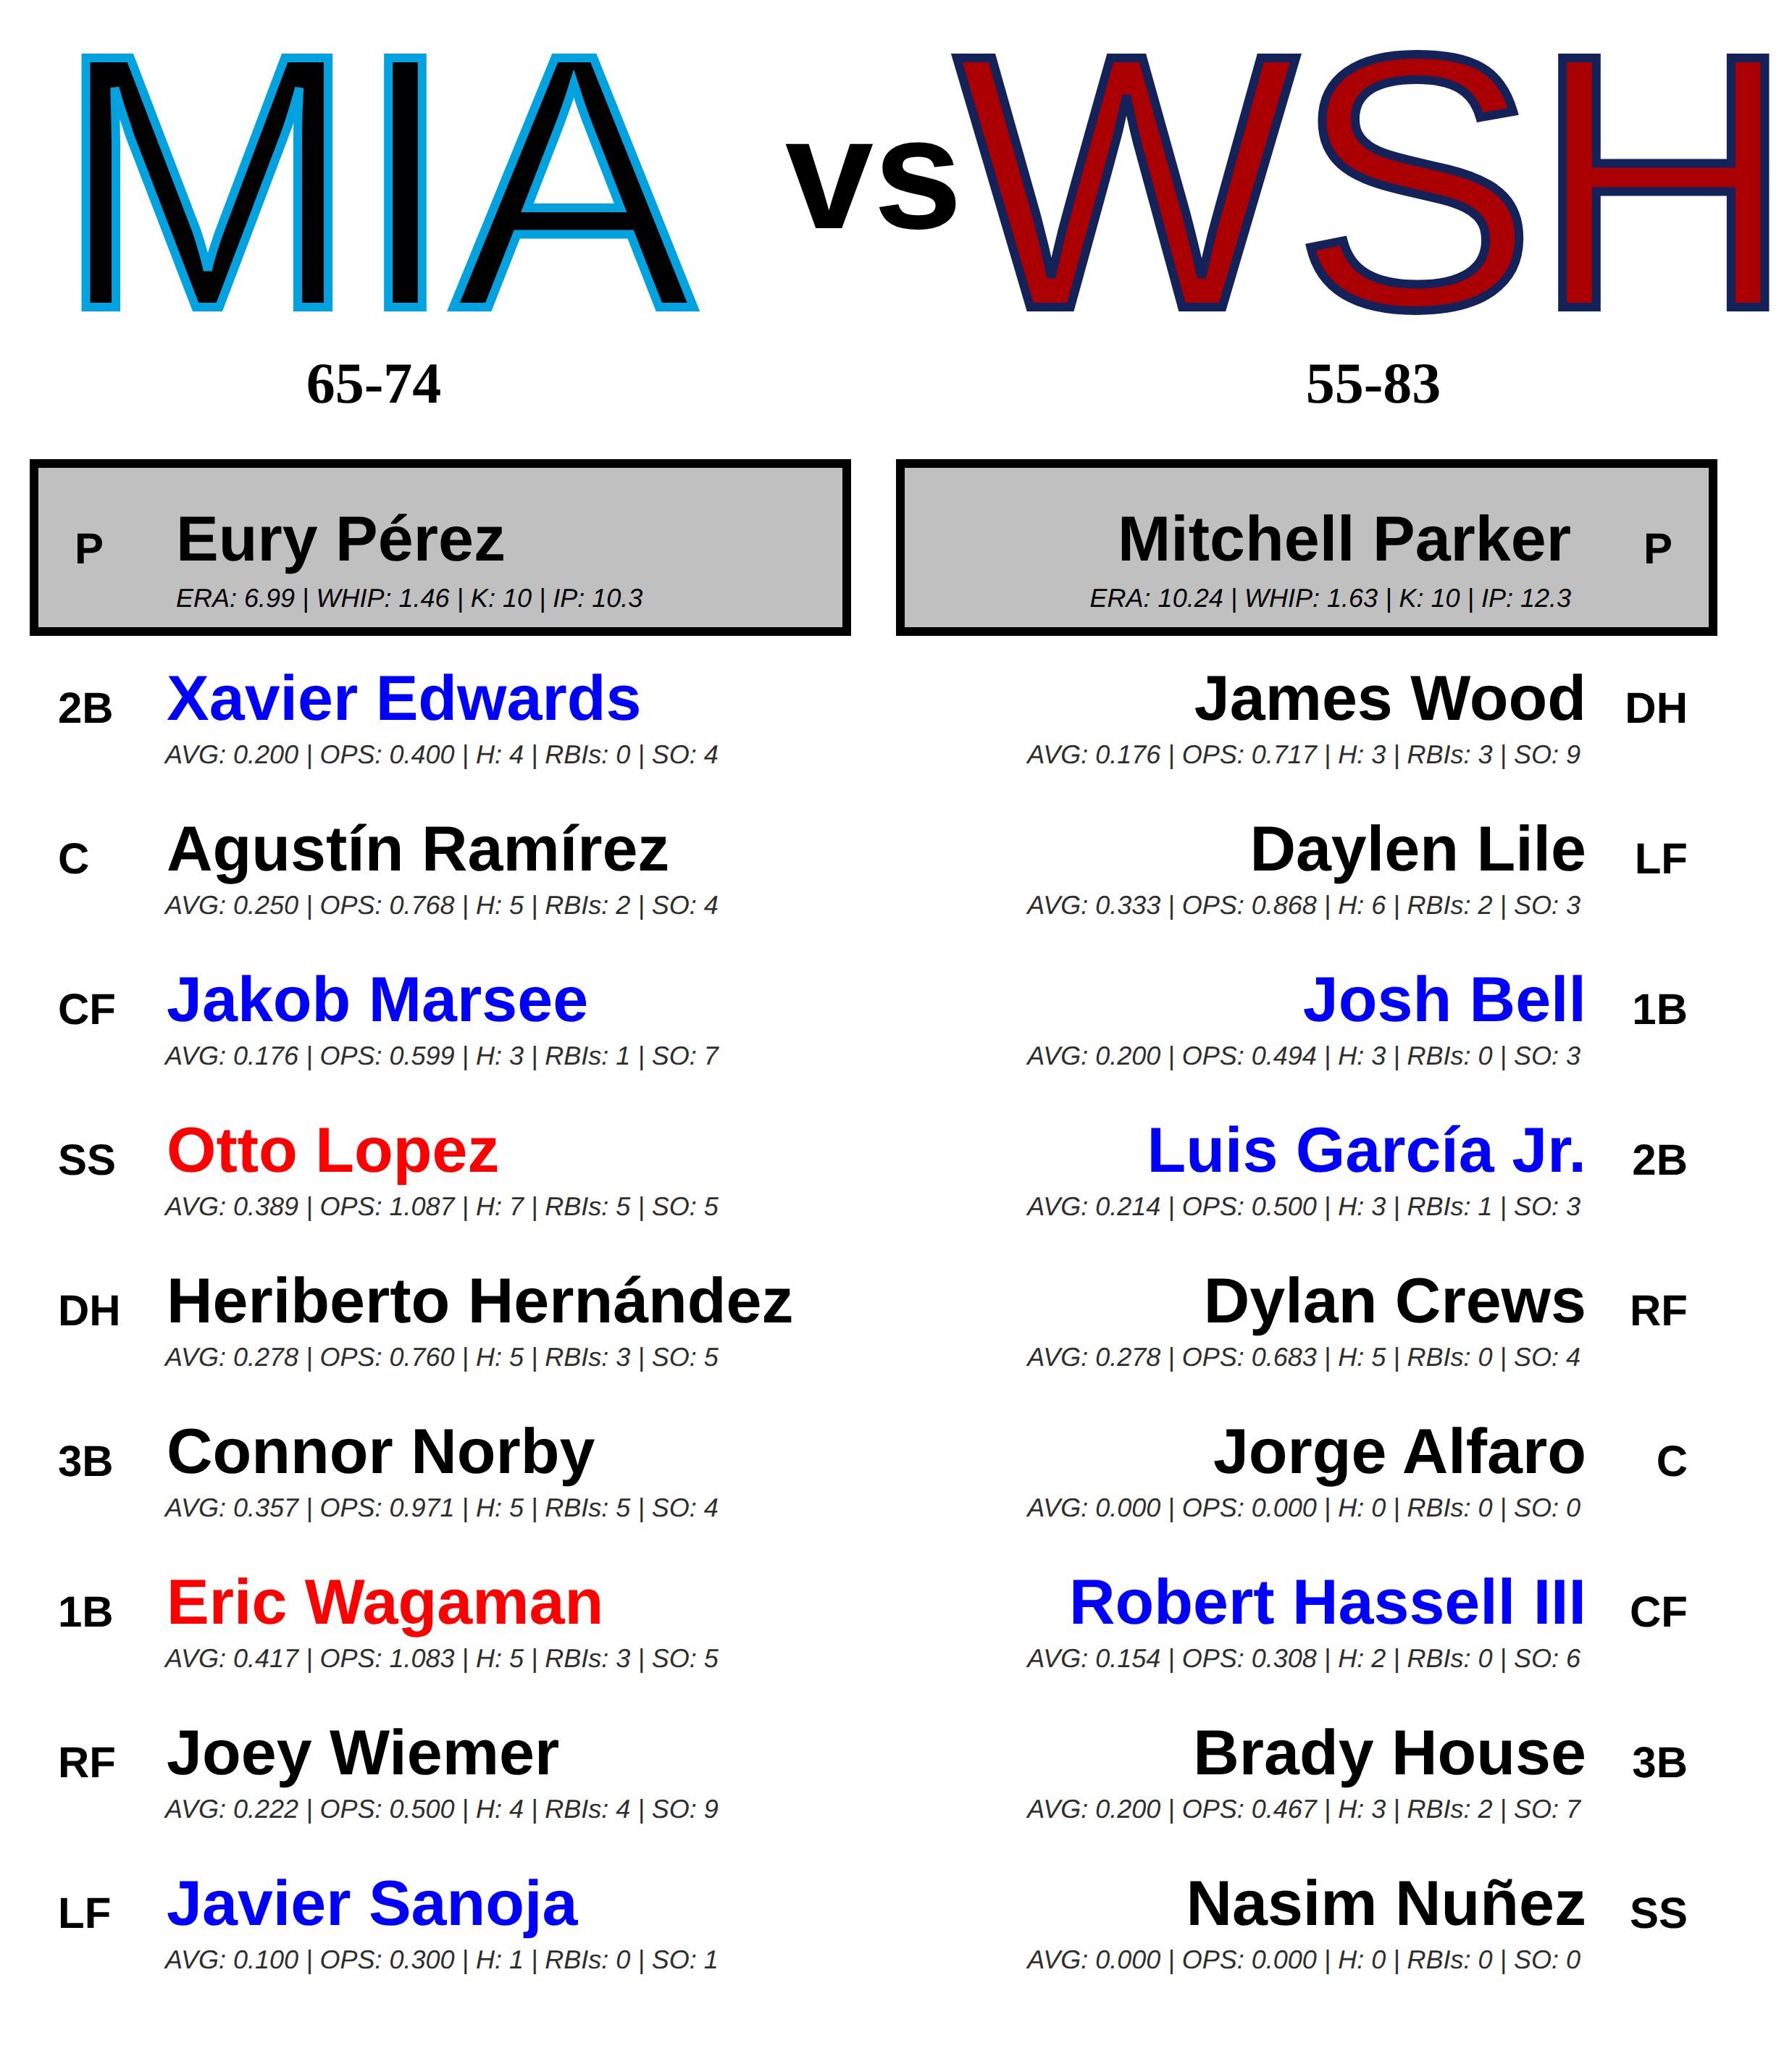 MIA vs WSH
65-74 55-83
P Eury Pérez Mitchell Parker P
ERA: 6.99 | WHIP: 1.46 | K: 10 | IP: 10.3 ERA: 10.24 | WHIP: 1.63 | K: 10 | IP: 12.3
2B Xavier Edwards James Wood DH
AVG: 0.200 | OPS: 0.400 | H: 4 | RBIs: 0 | SO: 4 AVG: 0.176 | OPS: 0.717 | H: 3 | RBIs: 3 | SO: 9
C Agustín Ramírez Daylen Lile LF
AVG: 0.250 | OPS: 0.768 | H: 5 | RBIs: 2 | SO: 4 AVG: 0.333 | OPS: 0.868 | H: 6 | RBIs: 2 | SO: 3
CF Jakob Marsee Josh Bell 1B
AVG: 0.176 | OPS: 0.599 | H: 3 | RBIs: 1 | SO: 7 AVG: 0.200 | OPS: 0.494 | H: 3 | RBIs: 0 | SO: 3
SS Otto Lopez Luis García Jr. 2B
AVG: 0.389 | OPS: 1.087 | H: 7 | RBIs: 5 | SO: 5 AVG: 0.214 | OPS: 0.500 | H: 3 | RBIs: 1 | SO: 3
DH Heriberto Hernández Dylan Crews RF
AVG: 0.278 | OPS: 0.760 | H: 5 | RBIs: 3 | SO: 5 AVG: 0.278 | OPS: 0.683 | H: 5 | RBIs: 0 | SO: 4
3B Connor Norby Jorge Alfaro C
AVG: 0.357 | OPS: 0.971 | H: 5 | RBIs: 5 | SO: 4 AVG: 0.000 | OPS: 0.000 | H: 0 | RBIs: 0 | SO: 0
1B Eric Wagaman Robert Hassell III CF
AVG: 0.417 | OPS: 1.083 | H: 5 | RBIs: 3 | SO: 5 AVG: 0.154 | OPS: 0.308 | H: 2 | RBIs: 0 | SO: 6
RF Joey Wiemer Brady House 3B
AVG: 0.222 | OPS: 0.500 | H: 4 | RBIs: 4 | SO: 9 AVG: 0.200 | OPS: 0.467 | H: 3 | RBIs: 2 | SO: 7
LF Javier Sanoja Nasim Nuñez SS
AVG: 0.100 | OPS: 0.300 | H: 1 | RBIs: 0 | SO: 1 AVG: 0.000 | OPS: 0.000 | H: 0 | RBIs: 0 | SO: 0